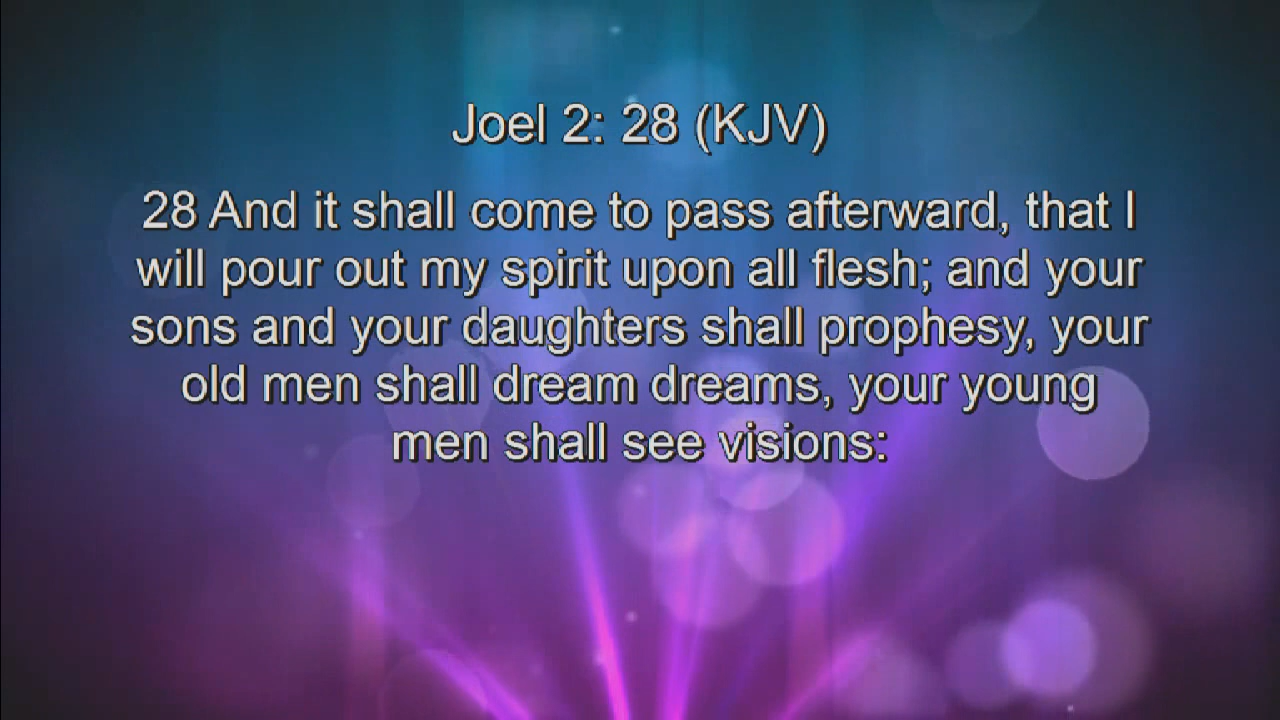 Joel 2: 28 (KJV)
28 And it shall come to pass afterward, that I
will pour out my spirit upon all flesh; and your
sons and your daughters shall prophesy, your
old men shall dream dreams, your young
men shall see visions: